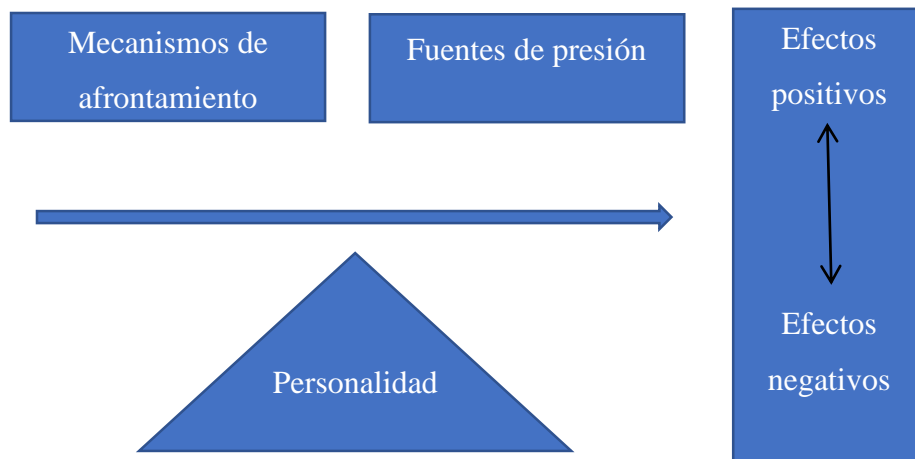 Mecanismos de
afrontamiento
Fuentes de presión
Efectos
positivos
Efectos
negativos
Personalidad